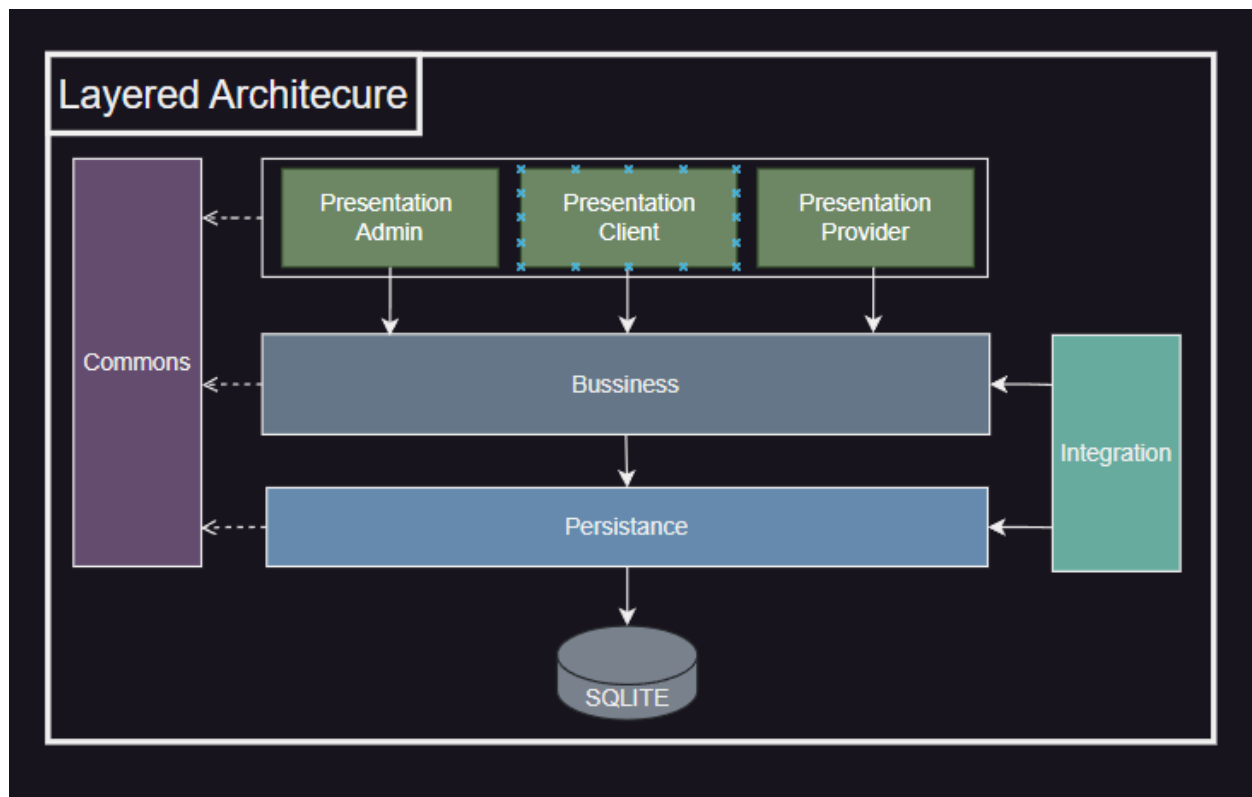 Layered Architecure
Presentation
Admin
Presentation
Client
Presentation
Provider
Commons
Bussiness
Integration
Persistance
SQLITE